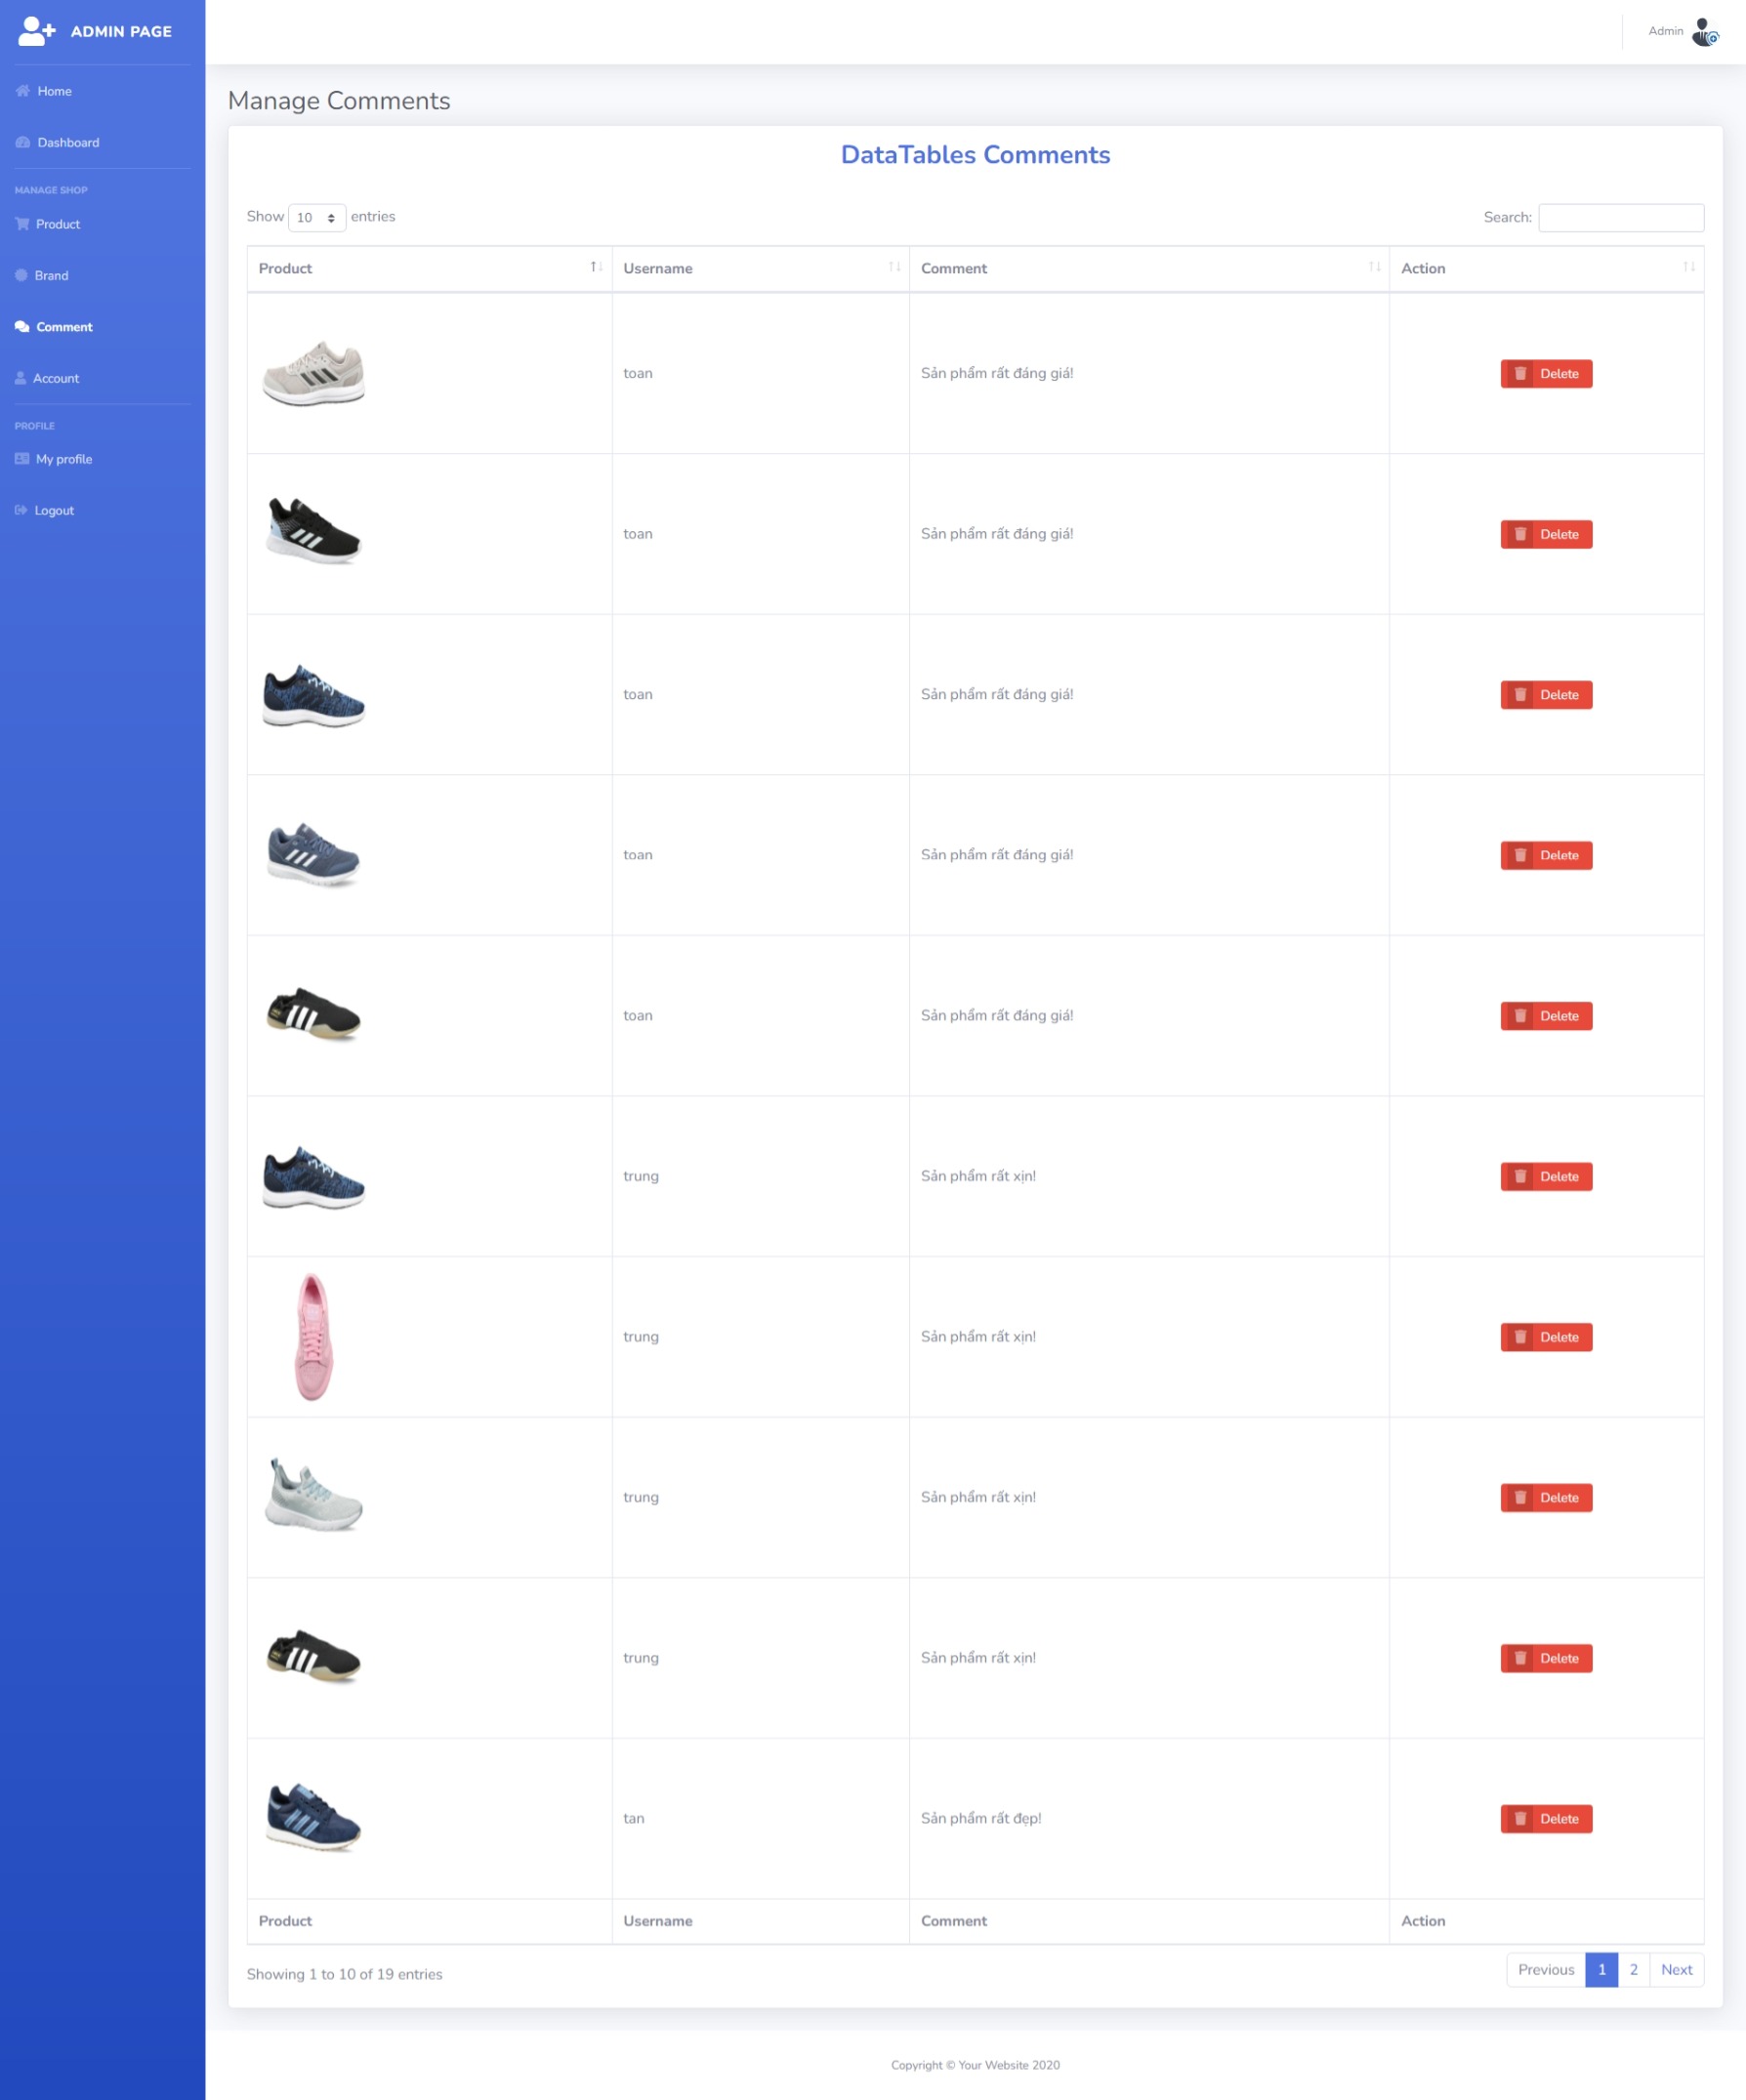 ADMIN PAGE
Admin
Home
Dashboard
MANAGE SHOP
Product
Brand
Comment
Account
PROFILE
My profile
Logout
Manage Comments
DataTables Comments
Show 10 entries
Search:
Product Username Comment Action
toan Sản phẩm rất đáng giá! Delete
toan Sản phẩm rất đáng giá! Delete
toan Sản phẩm rất đáng giá! Delete
toan Sản phẩm rất đáng giá! Delete
toan Sản phẩm rất đáng giá! Delete
trung Sản phẩm rất xịn! Delete
trung Sản phẩm rất xịn! Delete
trung Sản phẩm rất xịn! Delete
trung Sản phẩm rất xịn! Delete
tan Sản phẩm rất đẹp! Delete
Product Username Comment Action
Showing 1 to 10 of 19 entries
Previous 1 2 Next
Copyright © Your Website 2020